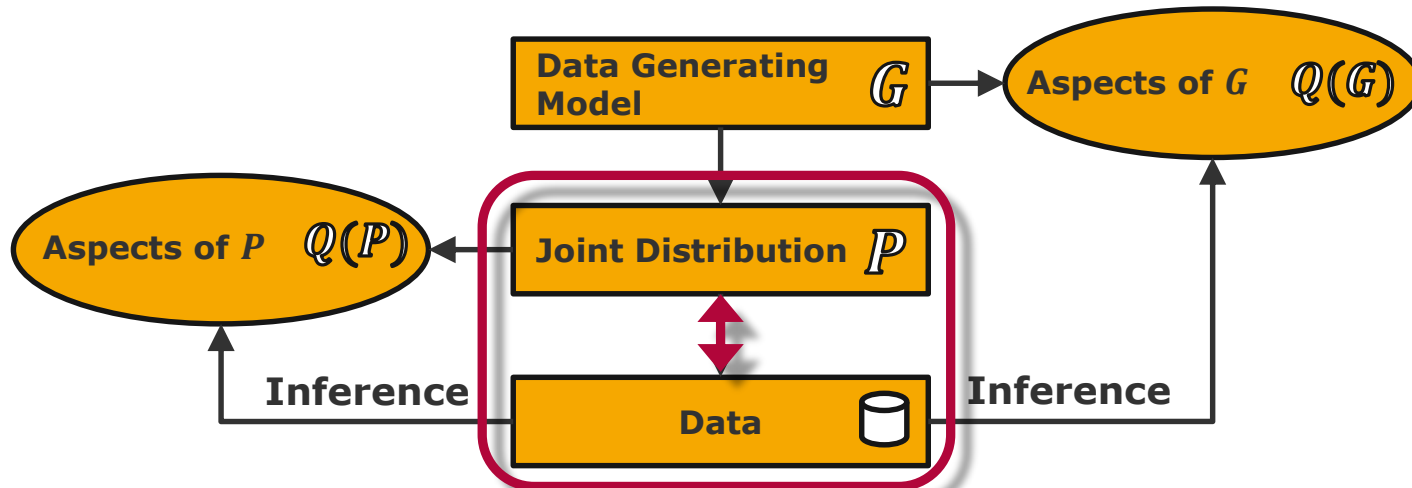 Data Generating
Model G
Aspects of G Q(G)
Aspects of P Q(P)
Joint Distribution P
Inference
Data
Inference